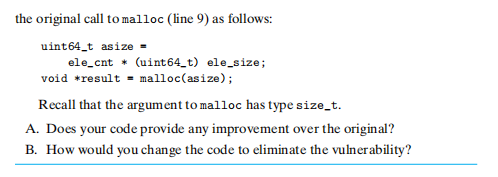 the original call to malloc (line 9) as follows:
uint64_t asize =
ele_cnt * (uint64_t) ele_size;
void *result = malloc(asize);
Recall that the argument to malloc has type size_t.
A. Does your code provide any improvement over the original?
B. How would you change the code to eliminate the vulnerability?